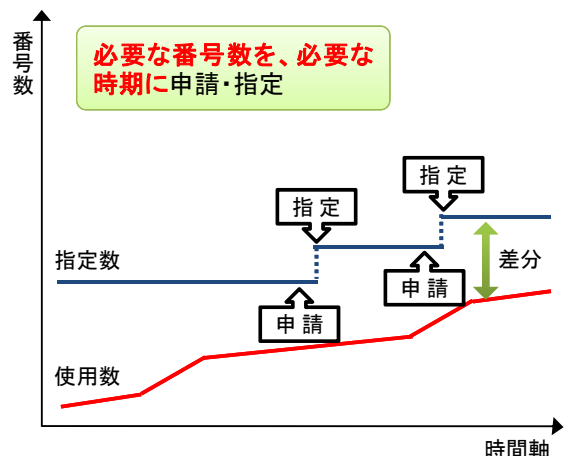 番号数
必要な番号数を、必要な
時期に申請・指定
指 定
指 定
指定数
差分
申 請
申 請
使用数
時間軸